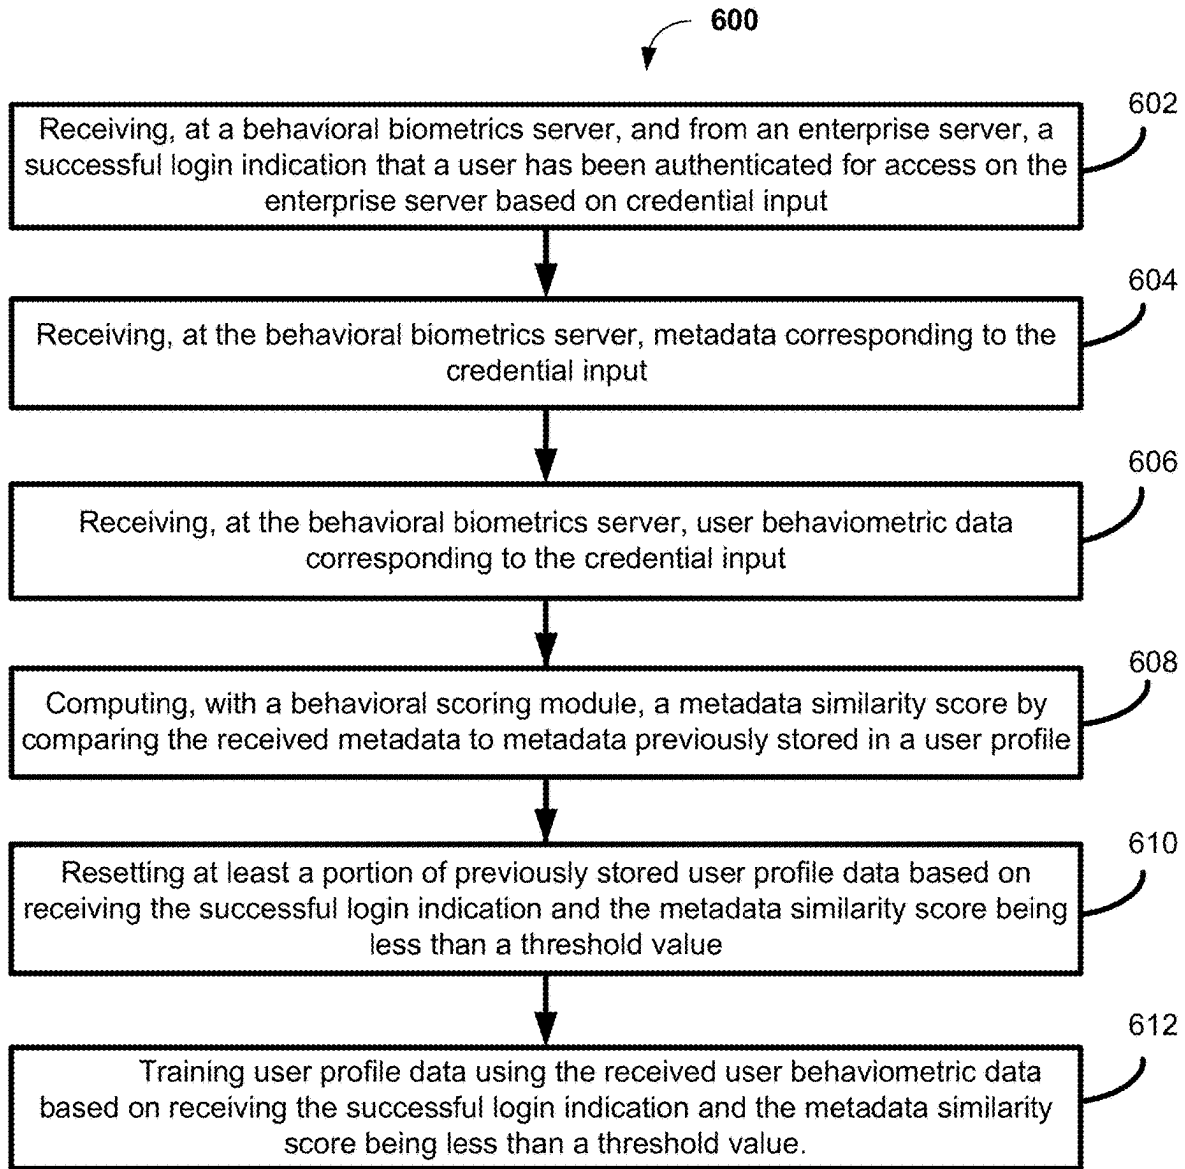 600
602
Receiving, at a behavioral biometrics server, and from an enterprise server, a
successful login indication that a user has been authenticated for access on the
enterprise server based on credential input
604
Receiving, at the behavioral biometrics server, metadata corresponding to the
credential input
606
Receiving, at the behavioral biometrics server, user behaviometric data
corresponding to the credential input
608
Computing, with a behavioral scoring module, a metadata similarity score by
comparing the received metadata to metadata previously stored in a user profile
610
Resetting at least a portion of previously stored user profile data based on
receiving the successful login indication and the metadata similarity score being
less than a threshold value
612
Training user profile data using the received user behaviometric data
based on receiving the successful login indication and the metadata similarity
score being less than a threshold value.